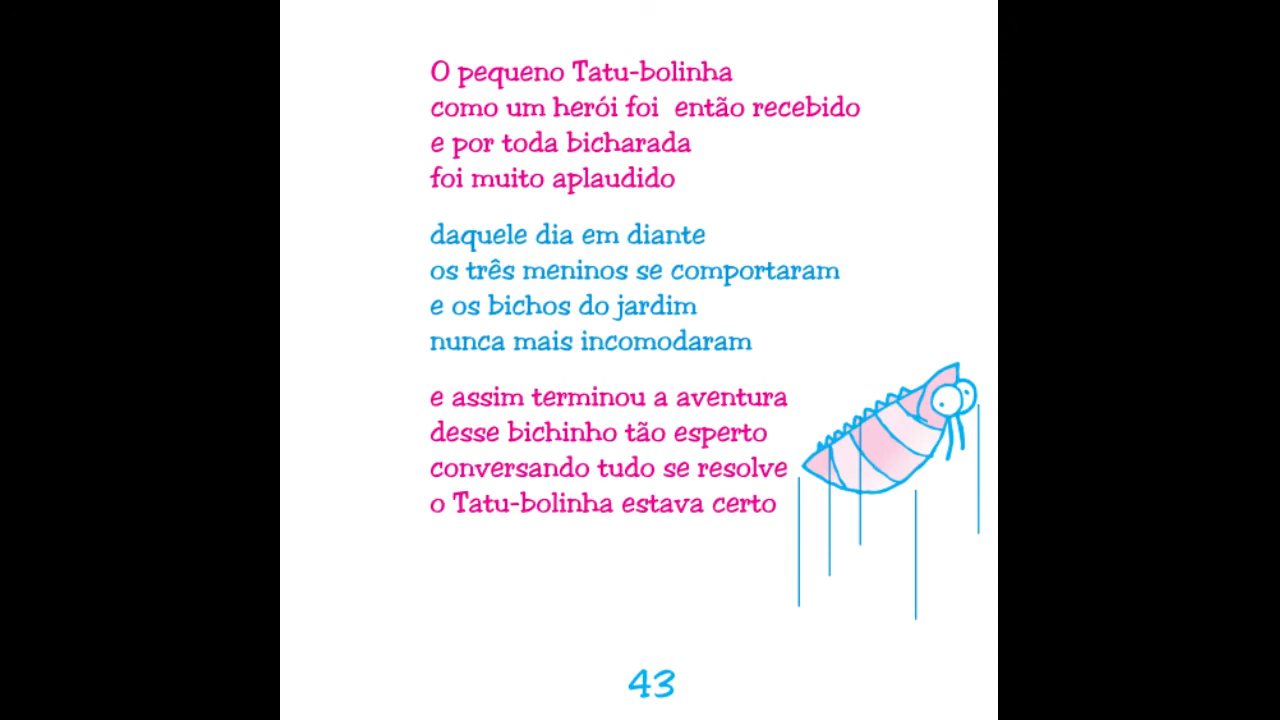 O pequeno Tatu-bolinha
como um herói foi então recebido
e por toda bicharada
foi muito aplaudido
daquele dia em diante
os três meninos se comportaram
e os bichos do jardim
nunca mais incomodaram
e assim terminou a aventura
desse bichinho tão esperto
conversando tudo se resolve
o Tatu-bolinha estava certo
43